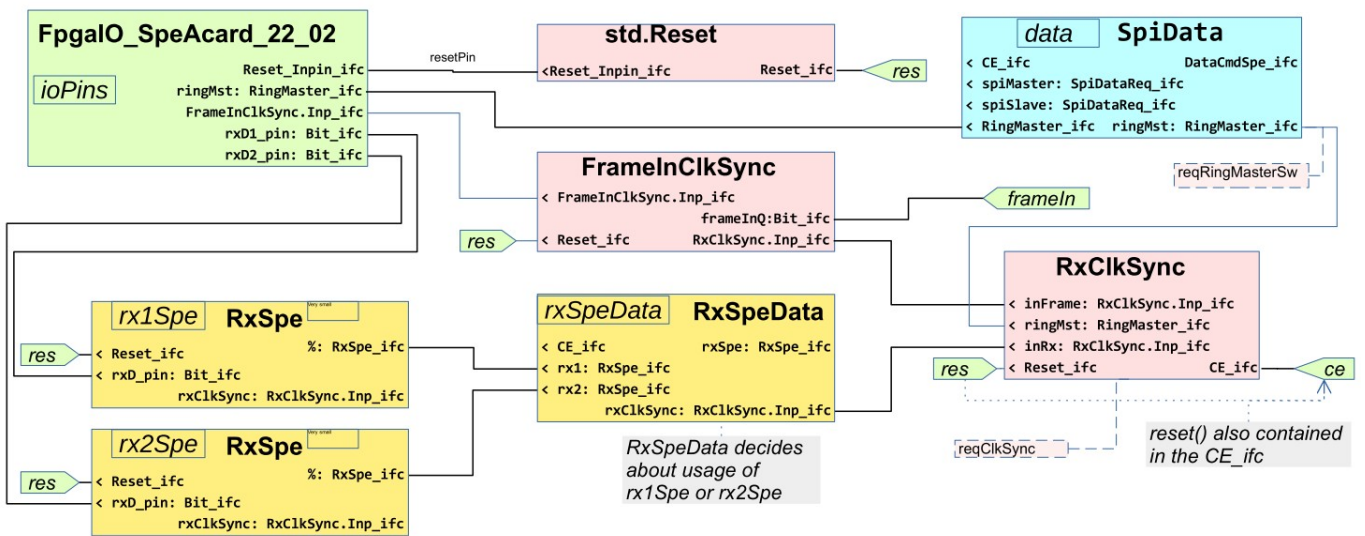 FpgaIO_SpeAcard_22_02
ioPins
Reset_Inpin_ifc
ringMst: RingMaster_ifc
FrameInClkSync.Inp_ifc
rxD1_pin: Bit_ifc
rxD2_pin: Bit_ifc
resetPin
std.Reset
<Reset_Inpin_ifc
Reset_ifc
res
data
SpiData
< CE_ifc
DataCmdSpe_ifc
< spiMaster: SpiDataReq_ifc
< spiSlave: SpiDataReq_ifc
< RingMaster_ifc
ringMst: RingMaster_ifc
reqRingMasterSw
FrameInClkSync
< FrameInClkSync.Inp_ifc
frameInQ:Bit_ifc
< Reset_ifc
RxClkSync.Inp_ifc
res
frameIn
RxClkSync
< inFrame: RxClkSync.Inp_ifc
< ringMst: RingMaster_ifc
< inRx: RxClkSync.Inp_ifc
< Reset_ifc
CE_ifc
res
ce
reqClkSync
reset() also contained
in the CE_ifc
rx1Spe
RxSpe
Very small
%: RxSpe_ifc
< Reset_ifc
< rxD_pin: Bit_ifc
rxClkSync: RxClkSync.Inp_ifc
res
rxSpeData
RxSpeData
< CE_ifc
rxSpe: RxSpe_ifc
< rx1: RxSpe_ifc
< rx2: RxSpe_ifc
rxClkSync: RxClkSync.Inp_ifc
RxSpeData decides
about usage of
rx1Spe or rx2Spe
rx2Spe
RxSpe
Very small
%: RxSpe_ifc
< Reset_ifc
< rxD_pin: Bit_ifc
rxClkSync: RxClkSync.Inp_ifc
res